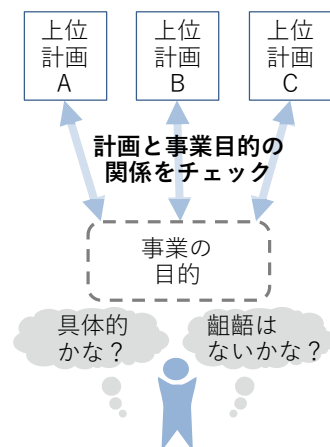 上位
計画
A
上位
計画
B
上位
計画
C
計画と事業目的の
関係をチェック
事業の
目的
具体的
かな？
齟齬は
ないかな？